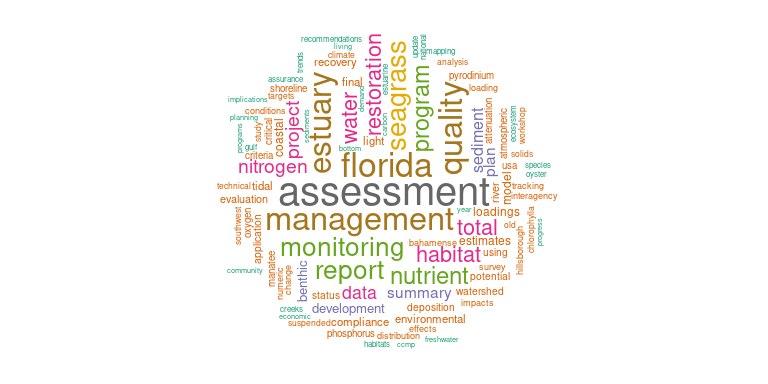 recommendations
living
climate
recovery
trends
assurance
shoreline
targets
final
implications
conditions
planning
programs
study
critical
coastal
gulf
criteria
project
sediments
estuary
water
demand
restoration
estuarine
carbon
seagrass
update
national
mapping
program
analysis
pyrodinium
loading
quality
sediment
attenuation
plan
atmospheric
ecosystem
workshop
light
bottom
nitrogen
florida
solids
usa
species
oyster
technical
tidal
evaluation
assessment
river
model
tracking
interagency
management
year
loadings
old
southwest
oxygen
application
total
hillsborough
chlorophylla
progress
monitoring
bahamense
estimates
habitat
using
community
manatee
numeric
change
benthic
report
nutrient
survey
potential
status
data
summary
watershed
impacts
creeks
economic
development
deposition
suspended
compliance
environmental
effects
phosphorus
distribution
freshwater
habitats
ccmp